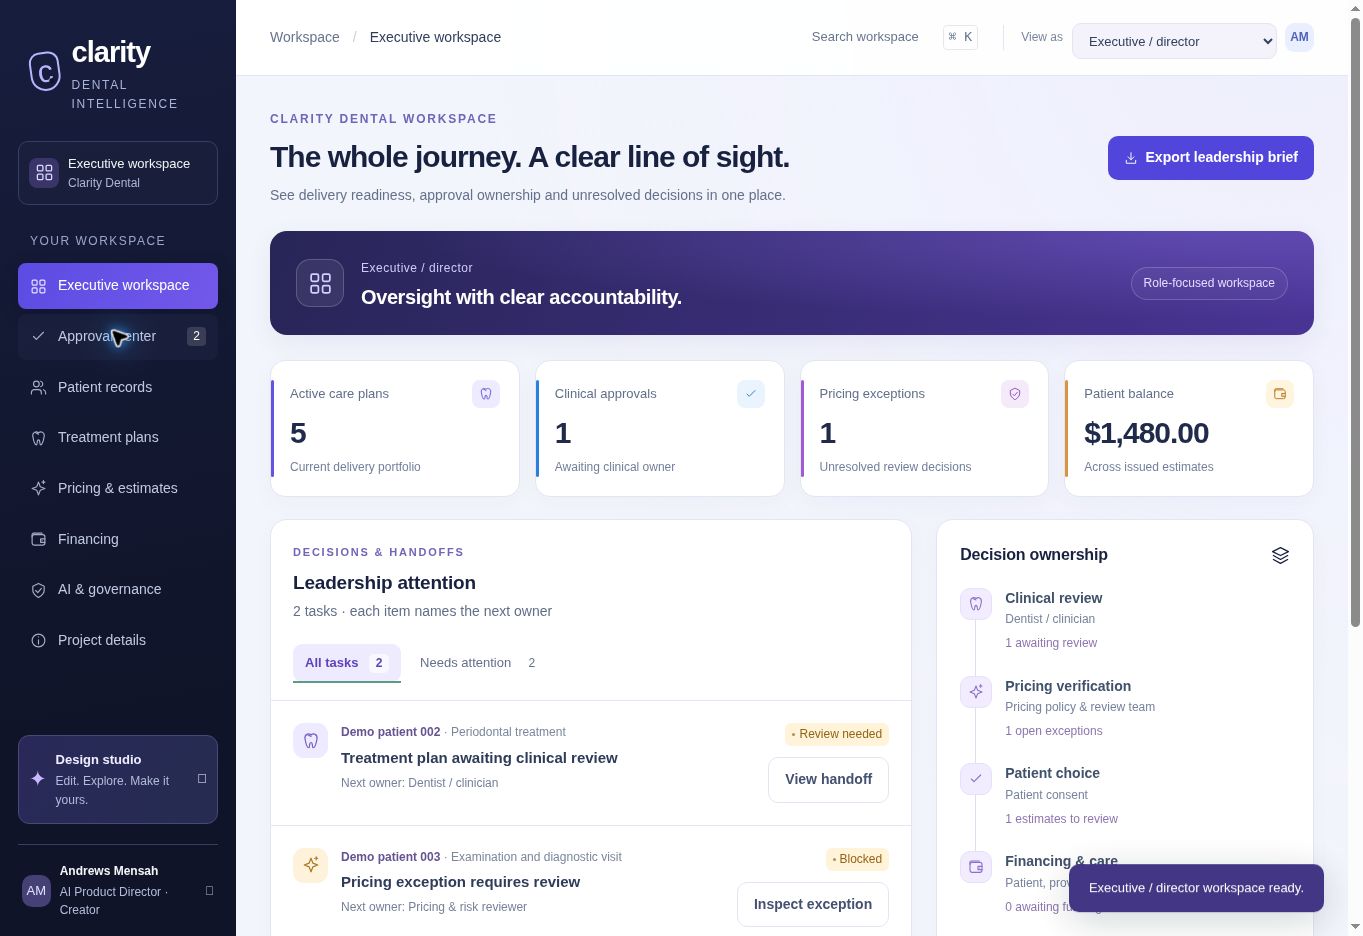 clarity
DENTAL
INTELLIGENCE
Executive workspace
Clarity Dental
YOUR WORKSPACE
Executive workspace
Approval center 2
Patient records
Treatment plans
Pricing & estimates
Financing
AI & governance
Project details
Design studio
Edit. Explore. Make it
yours.
AM
Andrews Mensah
AI Product Director ·
Creator
Workspace / Executive workspace
Search workspace ⌘ K
View as Executive / director AM
CLARITY DENTAL WORKSPACE
The whole journey. A clear line of sight.
See delivery readiness, approval ownership and unresolved decisions in one place.
Export leadership brief
Executive / director
Oversight with clear accountability.
Role-focused workspace
Active care plans
5
Current delivery portfolio
Clinical approvals
1
Awaiting clinical owner
Pricing exceptions
1
Unresolved review decisions
Patient balance
$1,480.00
Across issued estimates
DECISIONS & HANDOFFS
Leadership attention
2 tasks · each item names the next owner
All tasks 2 Needs attention 2
Demo patient 002 · Periodontal treatment
Treatment plan awaiting clinical review
Next owner: Dentist / clinician
• Review needed
View handoff
Demo patient 003 · Examination and diagnostic visit
Pricing exception requires review
Next owner: Pricing & risk reviewer
• Blocked
Inspect exception
Decision ownership
Clinical review
Dentist / clinician
1 awaiting review
Pricing verification
Pricing policy & review team
1 open exceptions
Patient choice
Patient consent
1 estimates to review
Financing & care
Patient,
0 awaiting
Executive / director workspace ready.